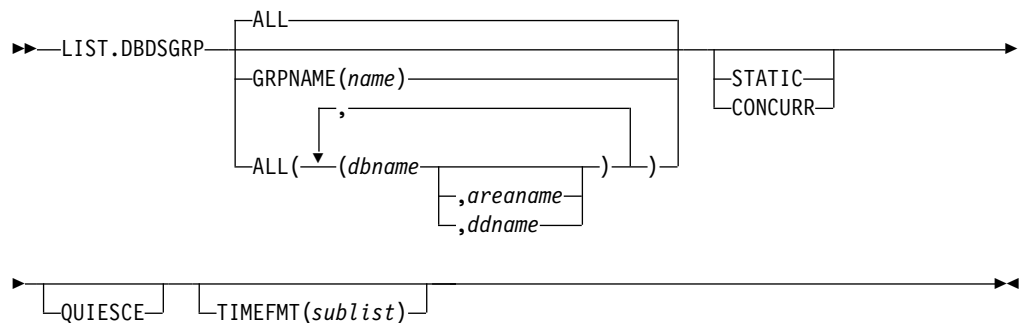 ALL
LIST.DBDSGRP
STATIC
GRPNAME(name)
CONCURR
,
ALL( (dbname ) )
,areaname
,ddname
QUIESCE TIMEFMT(sublist)